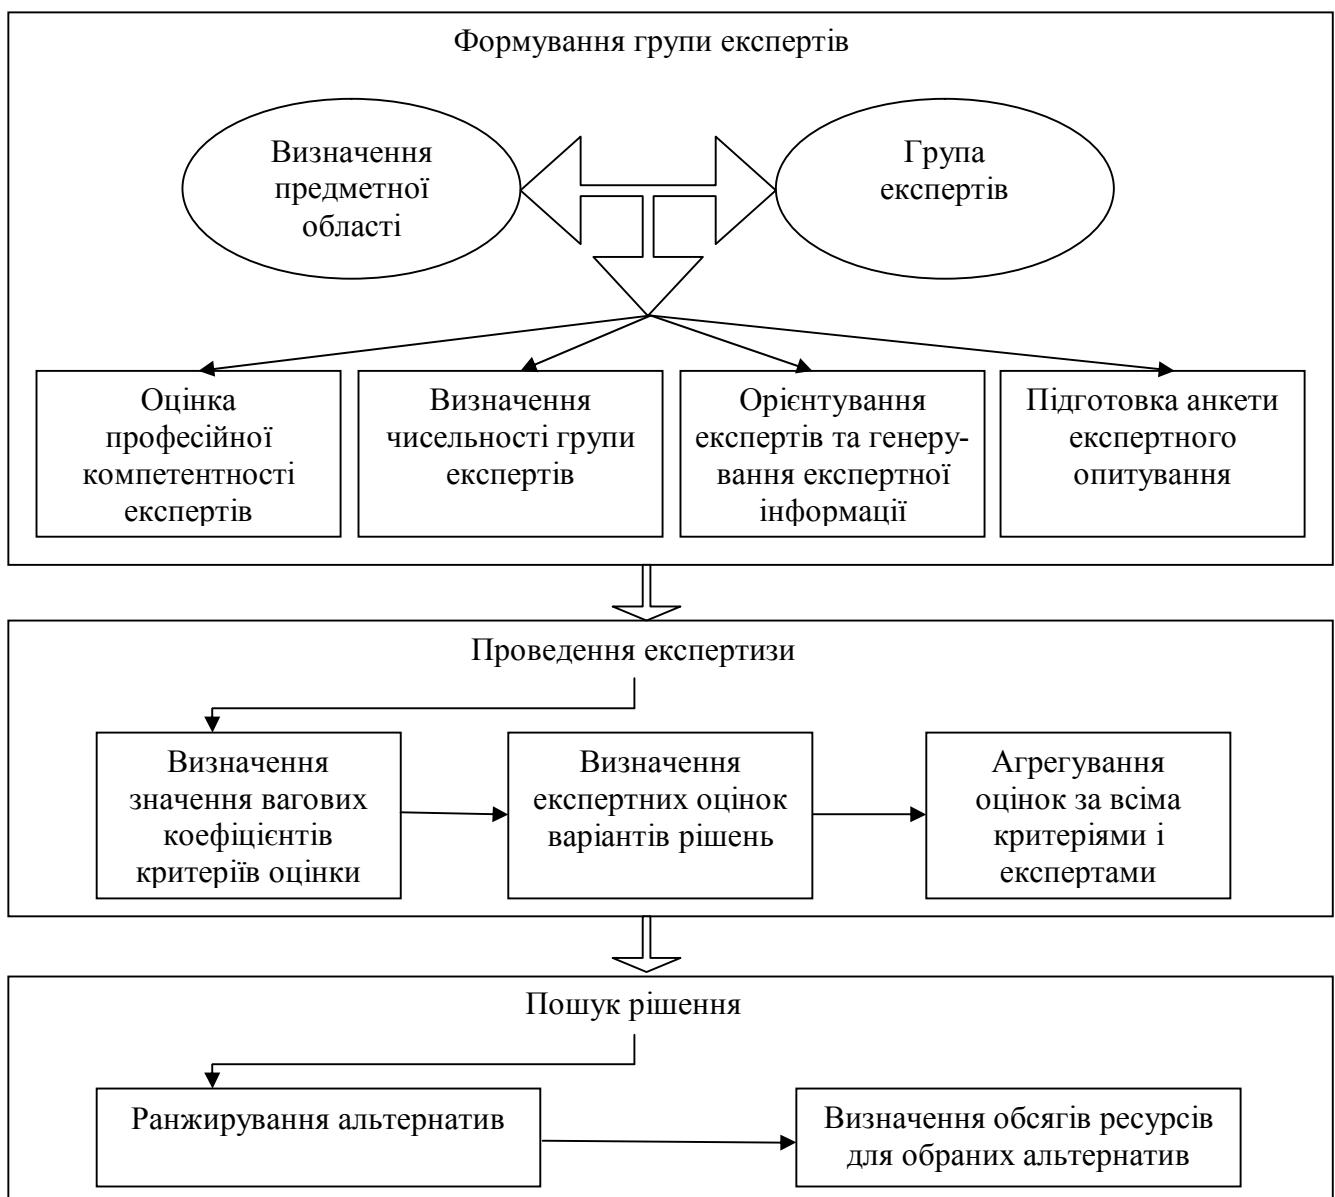 Формування групи експертів
Визначення
предметної
області
Група
експертів
Оцінка
професійної
компетентності
експертів
Визначення
чисельності групи
експертів
Орієнтування
експертів та генеру-
вання експертної
інформації
Підготовка анкети
експертного
опитування
Проведення експертизи
Визначення
значення вагових
коефіцієнтів
критеріїв оцінки
Визначення
експертних оцінок
варіантів рішень
Агрегування
оцінок за всіма
критеріями і
експертами
Пошук рішення
Ранжирування альтернатив
Визначення обсягів ресурсів
для обраних альтернатив